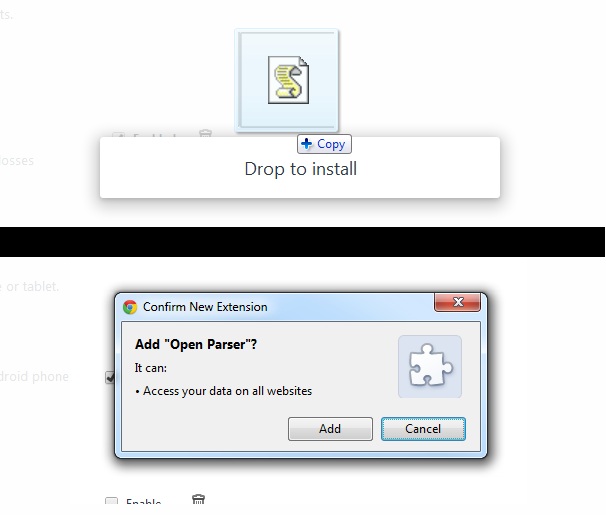 ts.
osses
Copy
Drop to install
e or tablet.
Confirm New Extension
Add "Open Parser"?
It can:
droid phone
• Access your data on all websites
Add
Cancel
Enable